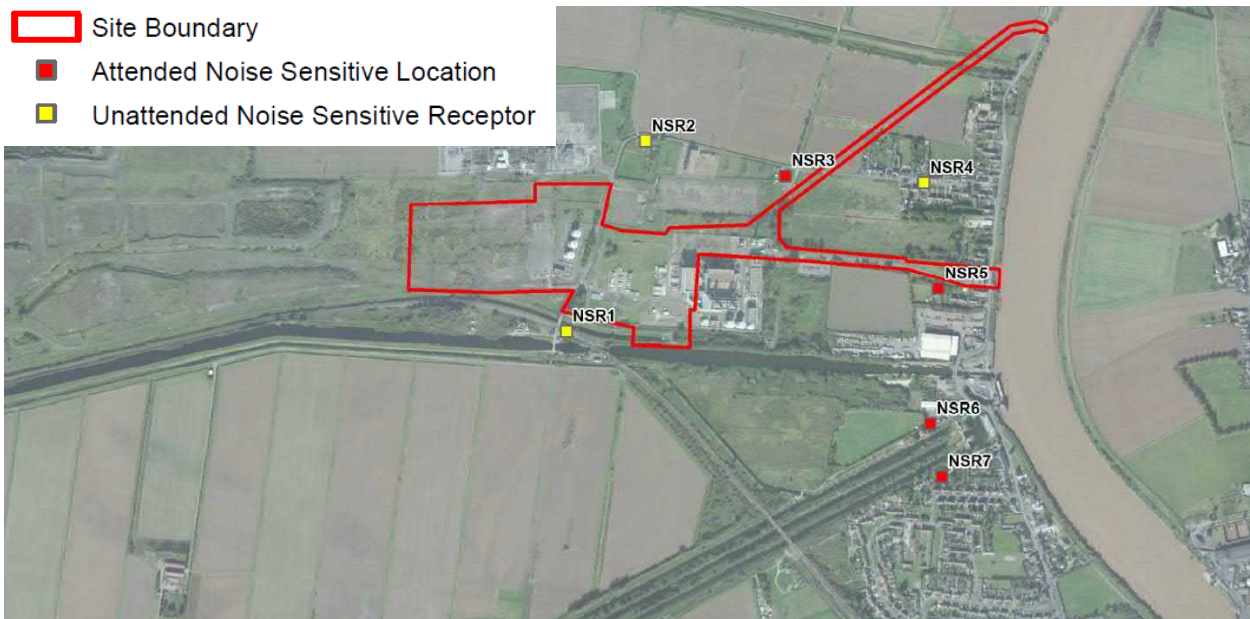 Site Boundary
Attended Noise Sensitive Location
Unattended Noise Sensitive Receptor
NSR2
NSR3
NSR4
NSR5
NSR1
NSR6
NSR7